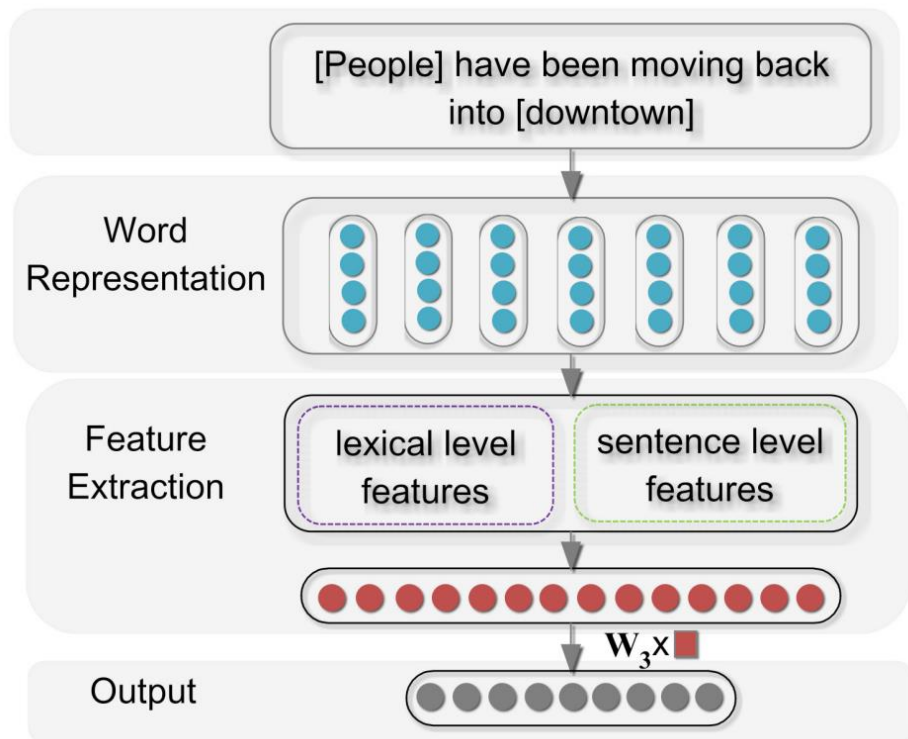 [People] have been moving back
into [downtown]
Word
Representation
Feature
Extraction
lexical level
features
sentence level
features
W₃x
Output